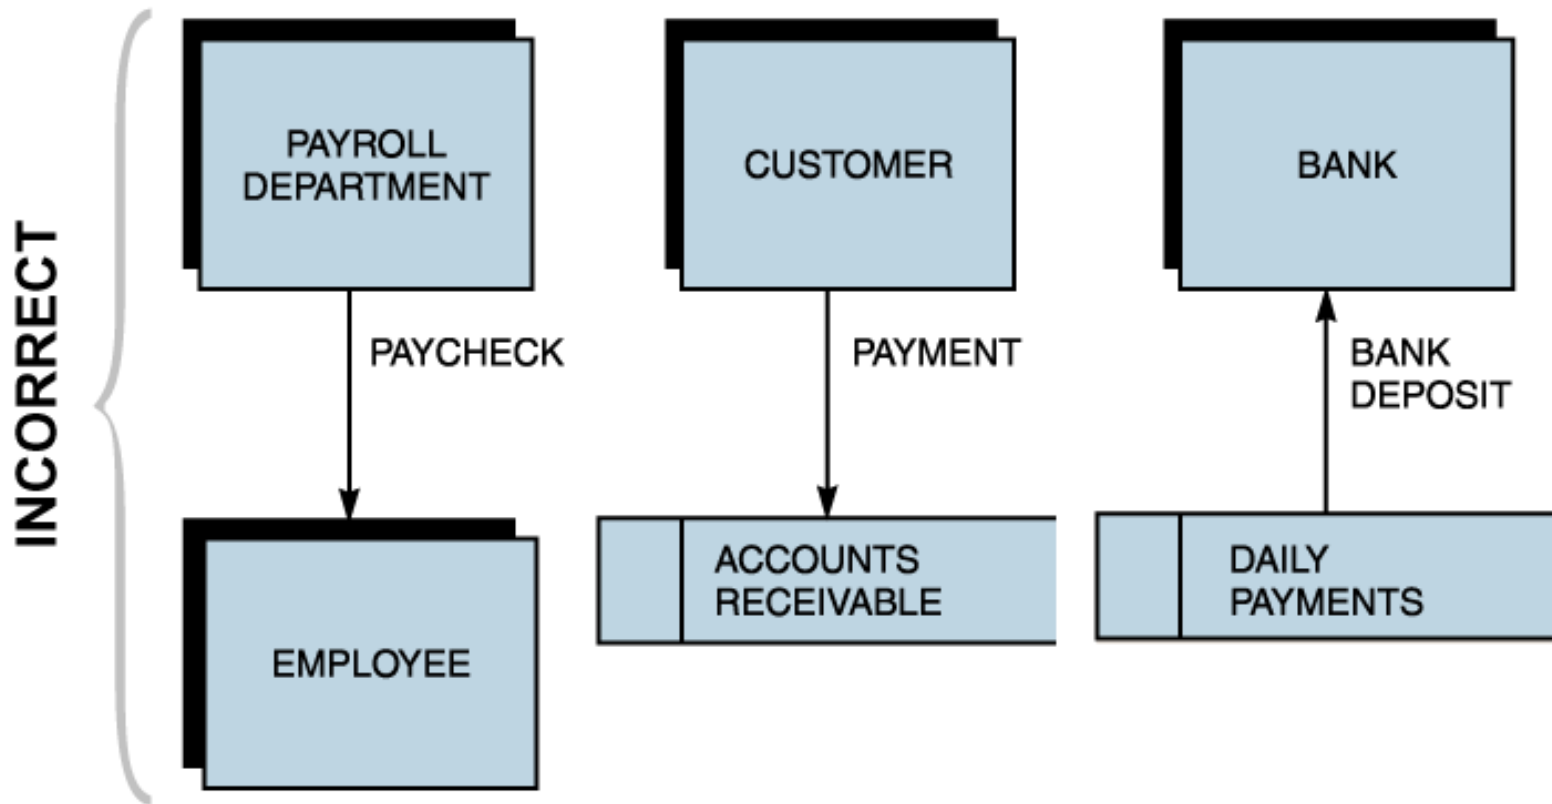 INCORRECT
PAYROLL
DEPARTMENT
PAYCHECK
EMPLOYEE
CUSTOMER
PAYMENT
ACCOUNTS
RECEIVABLE
BANK
BANK
DEPOSIT
DAILY
PAYMENTS